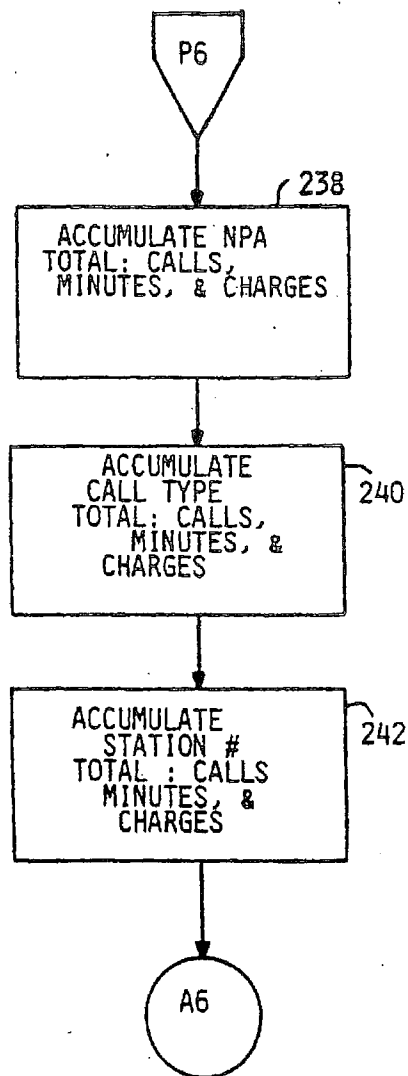 P6
238
ACCUMULATE NPA
TOTAL: CALLS,
MINUTES, & CHARGES
ACCUMULATE
CALL TYPE
TOTAL: CALLS,
MINUTES, &
CHARGES
240
ACCUMULATE
STATION #
TOTAL : CALLS
MINUTES, &
CHARGES
242
A6